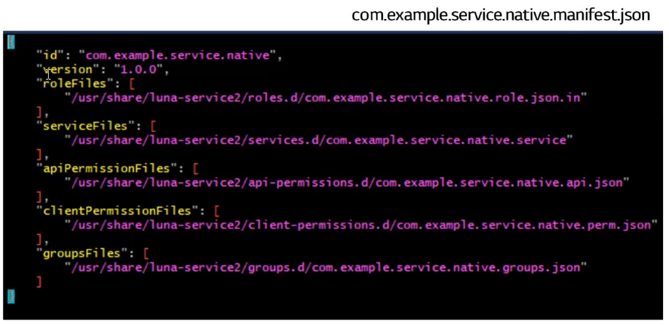 com.example.service.native.manifest.json
{
"id": "com.example.service.native",
"version": "1.0.0",
"roleFiles": [
"/usr/share/luna-service2/roles.d/com.example.service.native.role.json.in"
],
"serviceFiles": [
"/usr/share/luna-service2/services.d/com.example.service.native.service"
],
"apiPermissionFiles": [
"/usr/share/luna-service2/api-permissions.d/com.example.service.native.api.json"
],
"clientPermissionFiles": [
"/usr/share/luna-service2/client-permissions.d/com.example.service.native.perm.json"
],
"groupsFiles": [
"/usr/share/luna-service2/groups.d/com.example.service.native.groups.json"
]
}